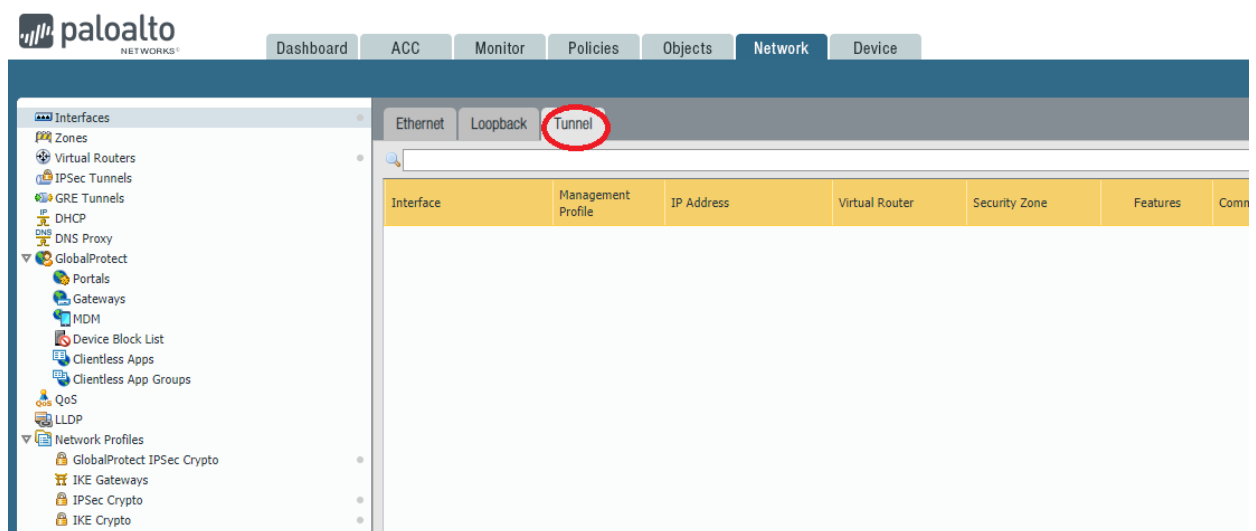 paloalto
NETWORKS®
Dashboard ACC Monitor Policies Objects Network Device
Interfaces
Zones
Virtual Routers
IPSec Tunnels
GRE Tunnels
DHCP
DNS Proxy
GlobalProtect
Portals
Gateways
MDM
Device Block List
Clientless Apps
Clientless App Groups
QoS
LLDP
Network Profiles
GlobalProtect IPSec Crypto
IKE Gateways
IPSec Crypto
IKE Crypto
Ethernet Loopback Tunnel
Interface Management Profile IP Address Virtual Router Security Zone Features Comm